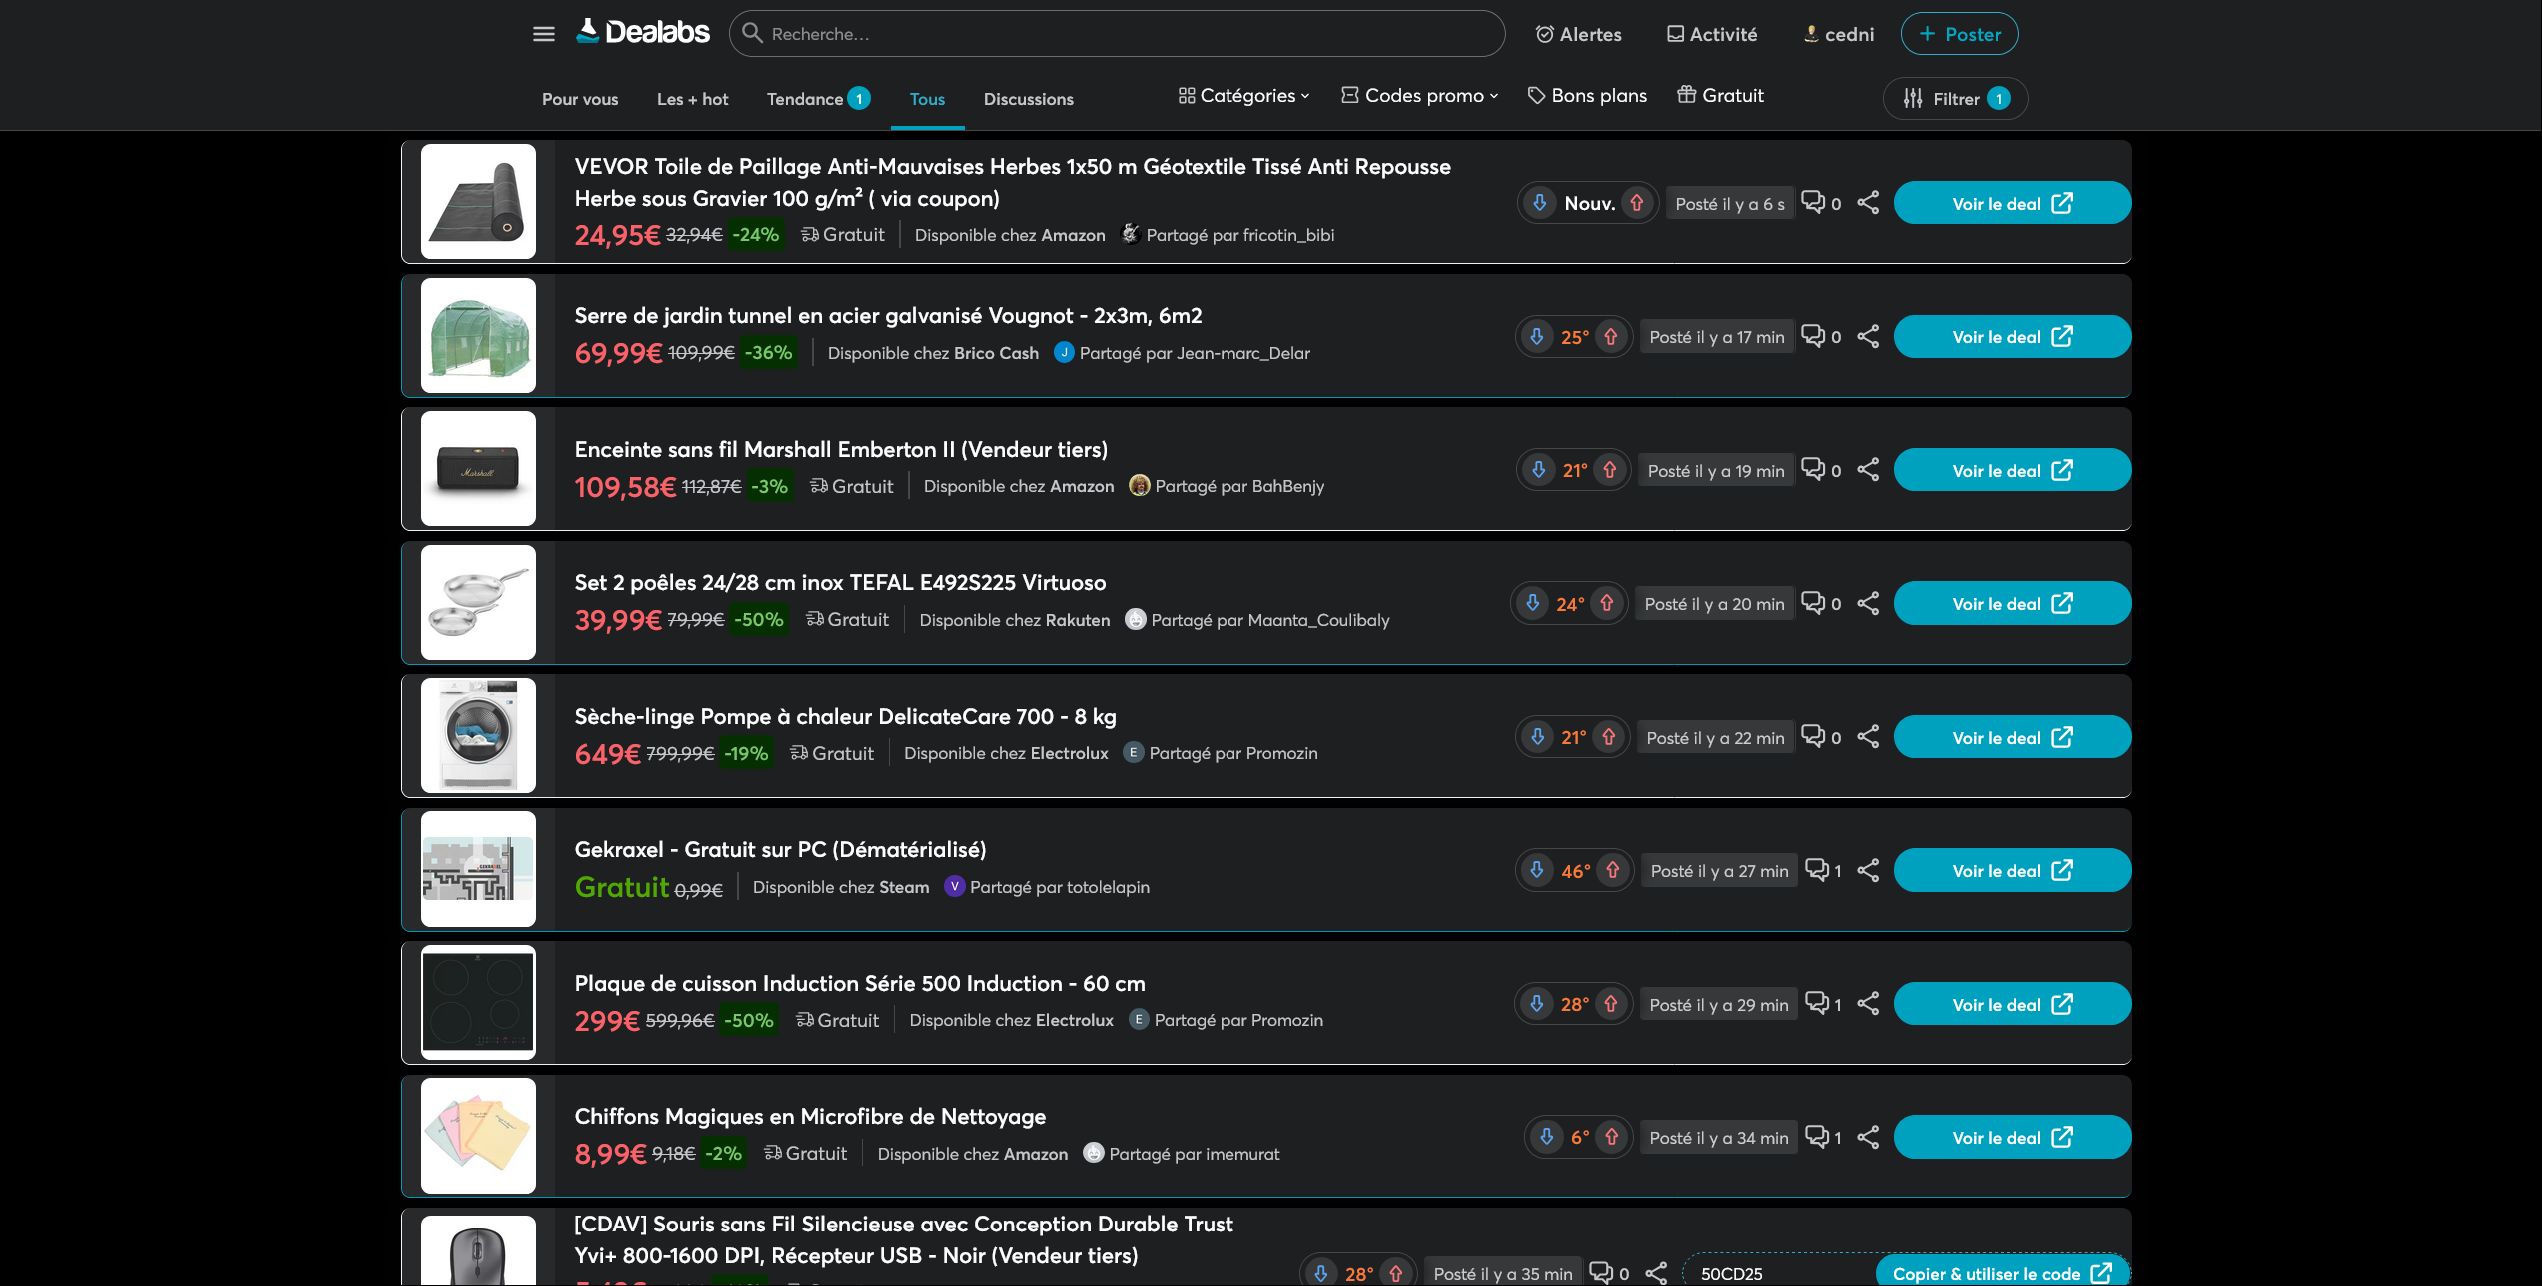 Dealabs
Recherche...
Alertes
Activité
cedni
Poster
Pour vous
Les + hot
Tendance 1
Tous
Discussions
Catégories
Codes promo
Bons plans
Gratuit
Filtrer 1
VEVOR Toile de Paillage Anti-Mauvaises Herbes 1x50 m Géotextile Tissé Anti Repousse
Herbe sous Gravier 100 g/m² ( via coupon)
24,95€ 32,94€ -24% Gratuit Disponible chez Amazon Partagé par fricotin_bibi
Nouv. Posté il y a 6 s 0 Voir le deal
Serre de jardin tunnel en acier galvanisé Vougnot - 2x3m, 6m2
69,99€ 109,99€ -36% Disponible chez Brico Cash J Partagé par Jean-marc_Delar
25° Posté il y a 17 min 0 Voir le deal
Marshall
Enceinte sans fil Marshall Emberton II (Vendeur tiers)
109,58€ 112,87€ -3% Gratuit Disponible chez Amazon Partagé par BahBenjy
21° Posté il y a 19 min 0 Voir le deal
Set 2 poêles 24/28 cm inox TEFAL E492S225 Virtuoso
39,99€ 79,99€ -50% Gratuit Disponible chez Rakuten Partagé par Maanta_Coulibaly
24° Posté il y a 20 min 0 Voir le deal
Sèche-linge Pompe à chaleur DelicateCare 700 - 8 kg
649€ 799,99€ -19% Gratuit Disponible chez Electrolux E Partagé par Promozin
21° Posté il y a 22 min 0 Voir le deal
Gekraxel - Gratuit sur PC (Dématérialisé)
Gratuit 0,99€ Disponible chez Steam V Partagé par totolelapin
46° Posté il y a 27 min 1 Voir le deal
Plaque de cuisson Induction Série 500 Induction - 60 cm
299€ 599,96€ -50% Gratuit Disponible chez Electrolux E Partagé par Promozin
28° Posté il y a 29 min 1 Voir le deal
Chiffons Magiques en Microfibre de Nettoyage
8,99€ 9,18€ -2% Gratuit Disponible chez Amazon Partagé par imemurat
6° Posté il y a 34 min 1 Voir le deal
[CDAV] Souris sans Fil Silencieuse avec Conception Durable Trust
Yvi+ 800-1600 DPI, Récepteur USB - Noir (Vendeur tiers)
28° Posté il y a 35 min 0 50CD25 Copier & utiliser le code